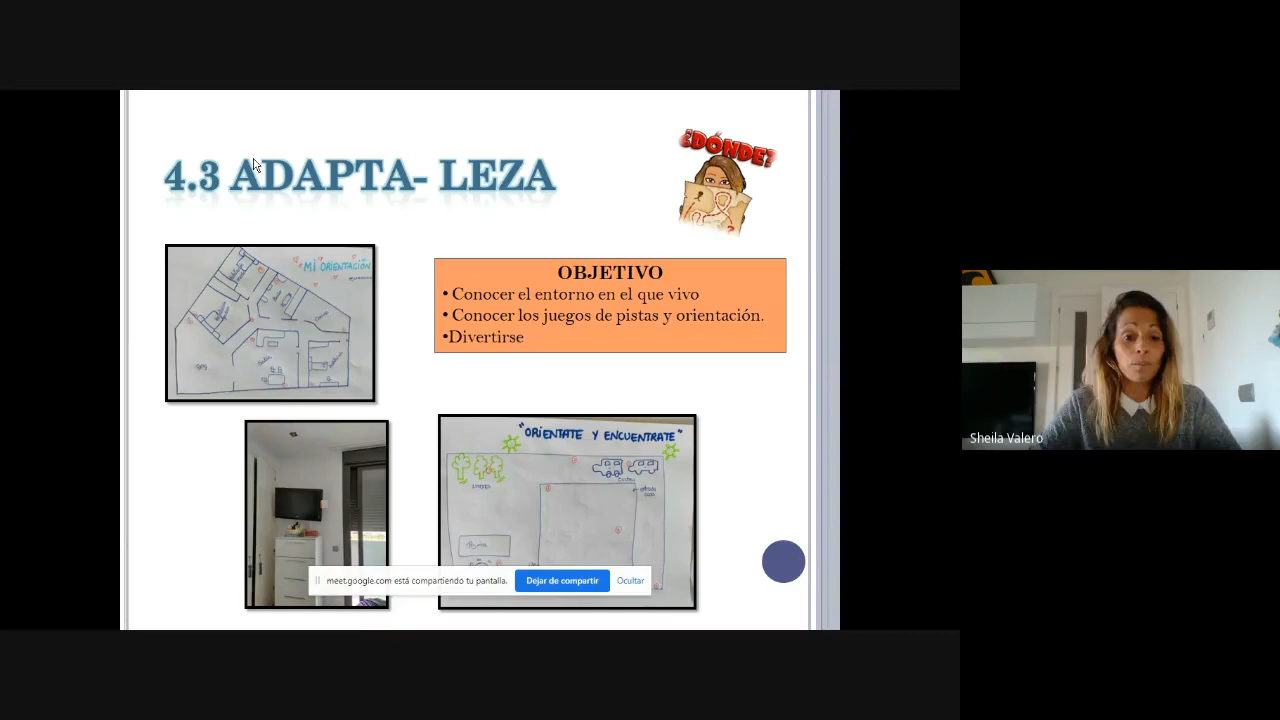 ¿DÓNDE?
4.3 ADAPTA- LEZA
MI ORIENTACIÓN
OBJETIVO
• Conocer el entorno en el que vivo
• Conocer los juegos de pistas y orientación.
•Divertirse
"ORIENTATE Y ENCUENTRATE"
Sheila Valero
meet.google.com está compartiendo tu pantalla.
Dejar de compartir
Ocultar